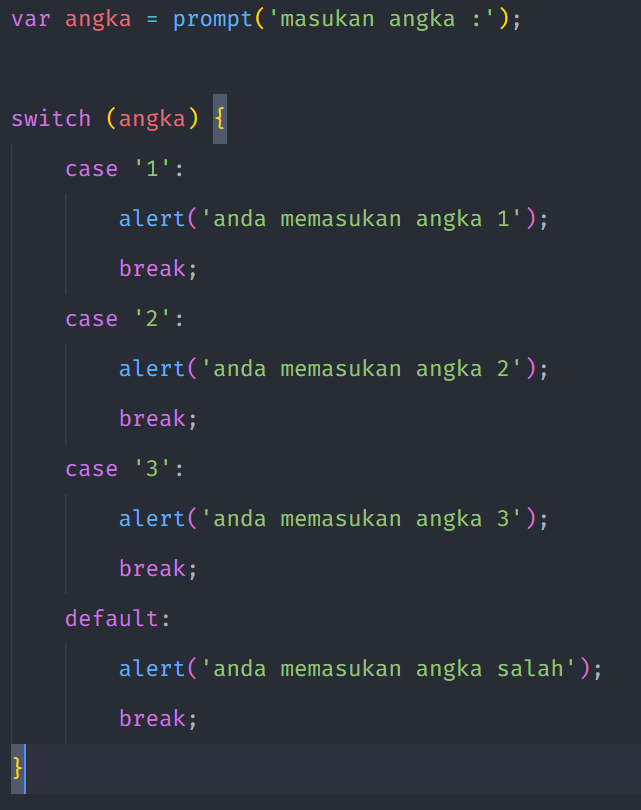 var angka = prompt('masukan angka :');
switch (angka) {
case '1':
alert('anda memasukan angka 1');
break;
case '2':
alert('anda memasukan angka 2');
break;
case '3':
alert('anda memasukan angka 3');
break;
default:
alert('anda memasukan angka salah');
break;
}